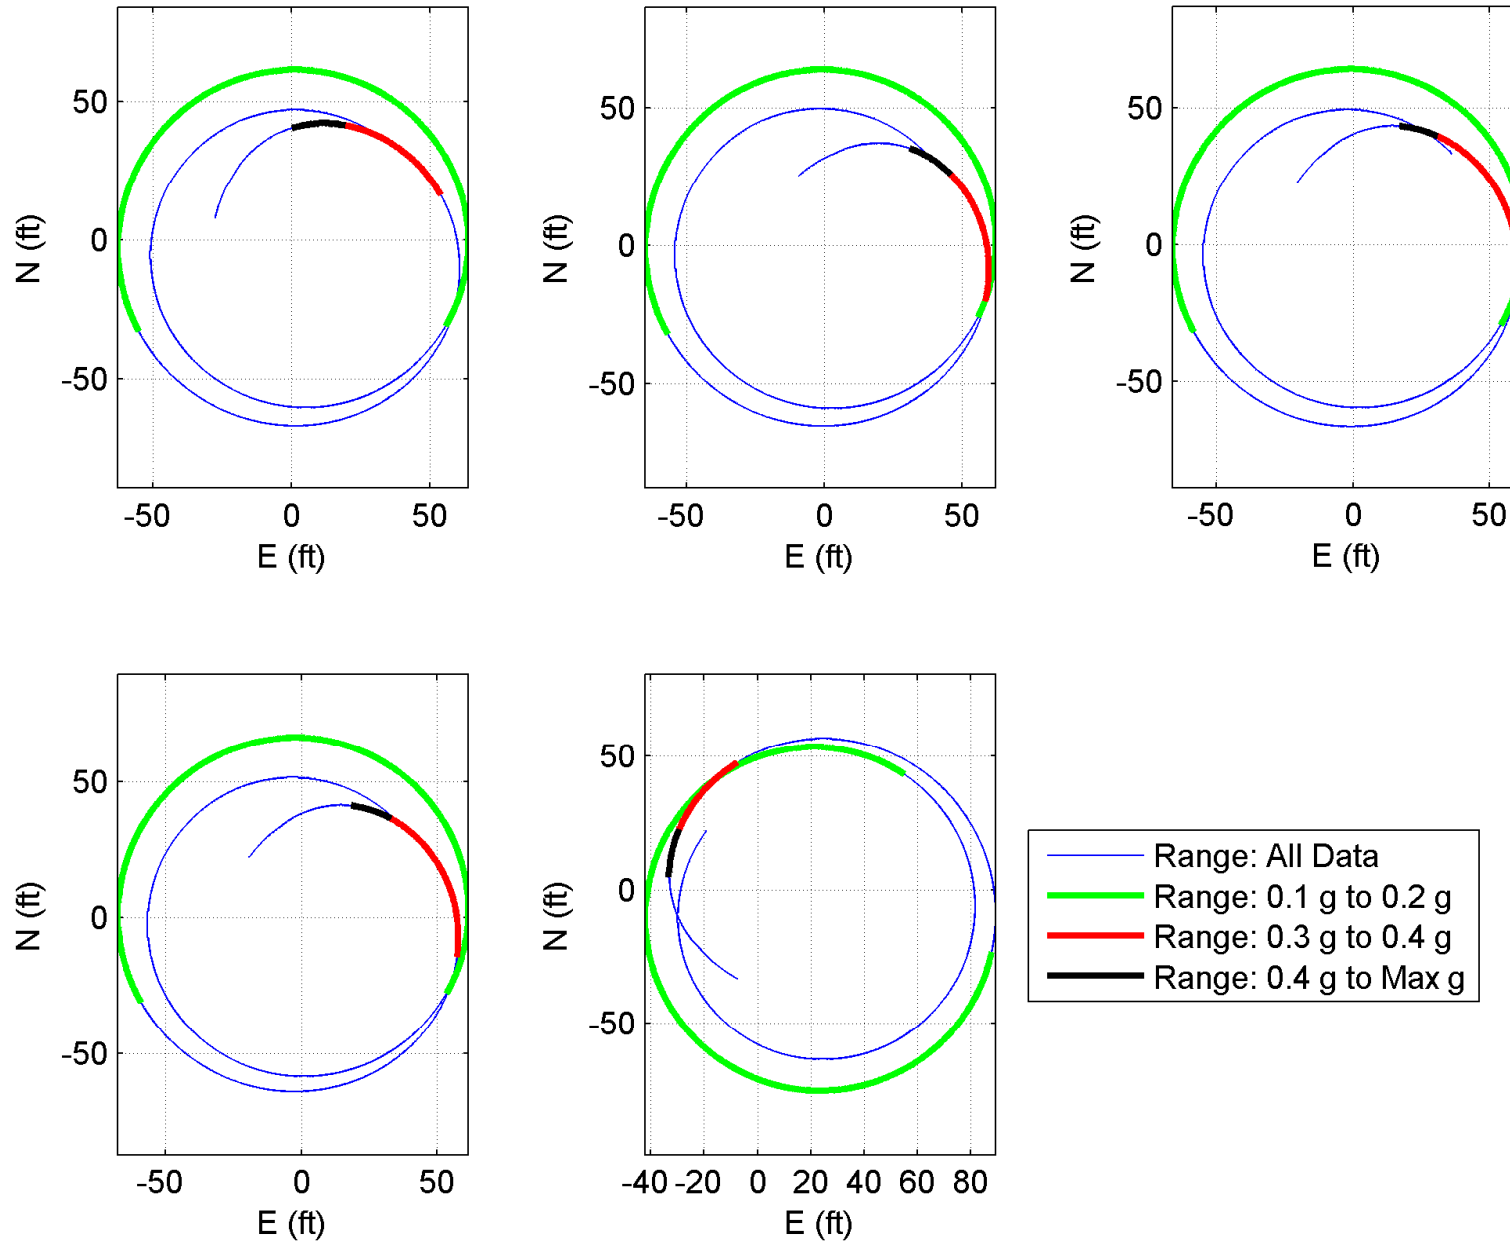 50
0
-50
N (ft)
-50 0 50
E (ft)
50
0
-50
N (ft)
-50 0 50
E (ft)
50
0
-50
N (ft)
-50 0 50
E (ft)
50
0
-50
N (ft)
-50 0 50
E (ft)
50
0
-50
N (ft)
-40 -20 0 20 40 60 80
E (ft)
Range: All Data
Range: 0.1 g to 0.2 g
Range: 0.3 g to 0.4 g
Range: 0.4 g to Max g